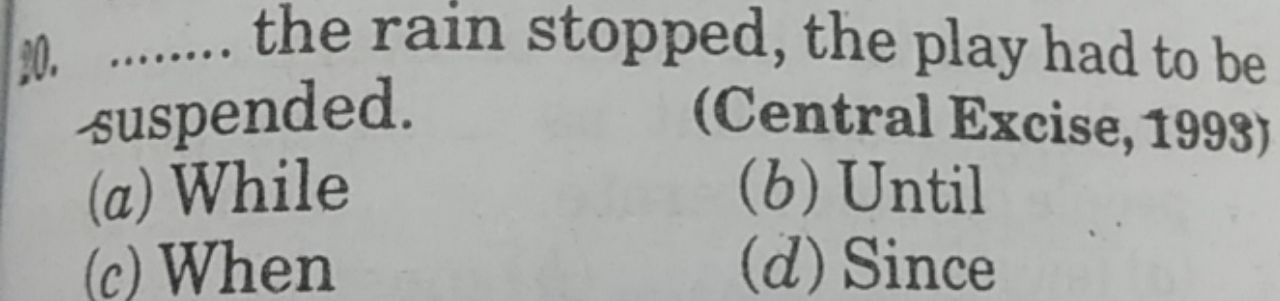 20. ........ the rain stopped, the play had to be
suspended. (Central Excise, 1993)
(a) While (b) Until
(c) When (d) Since